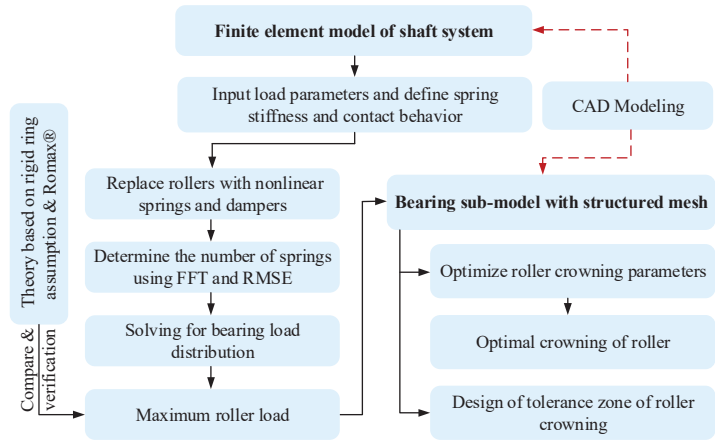 Finite element model of shaft system
Input load parameters and define spring
stiffness and contact behavior
CAD Modeling
Theory based on rigid ring
assumption & Romax®
Replace rollers with nonlinear
springs and dampers
Bearing sub-model with structured mesh
Determine the number of springs
using FFT and RMSE
Optimize roller crowning parameters
Solving for bearing load
distribution
Optimal crowning of roller
Compare &
verification
Maximum roller load
Design of tolerance zone of roller
crowning